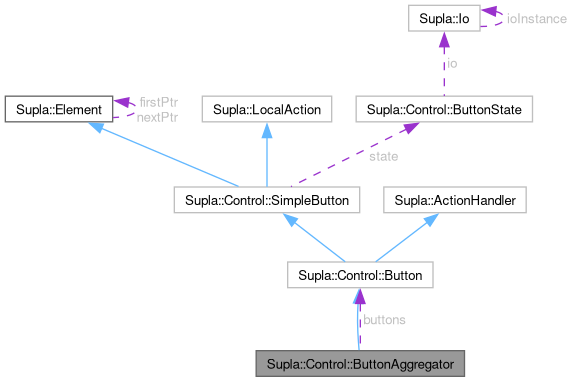 Supla::Io
ioInstance
io
Supla::Element
firstPtr
nextPtr
Supla::LocalAction
Supla::Control::ButtonState
state
Supla::Control::SimpleButton
Supla::ActionHandler
Supla::Control::Button
buttons
Supla::Control::ButtonAggregator